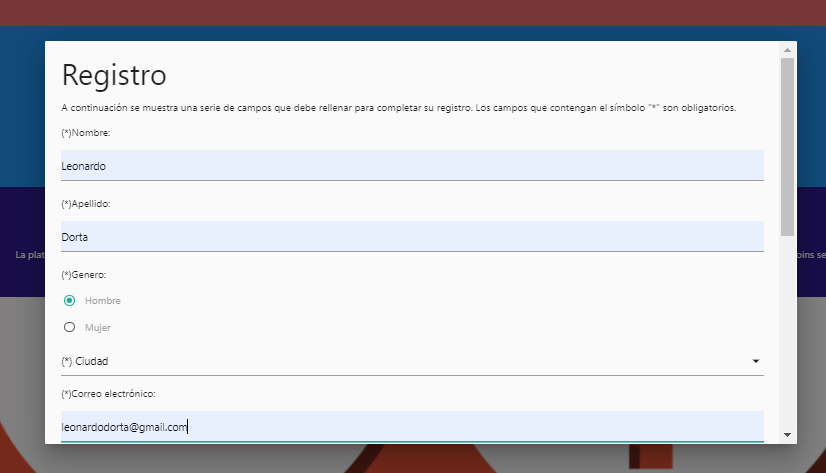 Registro
A continuación se muestra una serie de campos que debe rellenar para completar su registro. Los campos que contengan el símbolo "*" son obligatorios.
(*)Nombre:
Leonardo
(*)Apellido:
Dorta
La plat
oins se
(*)Genero:
Hombre
Mujer
(*) Ciudad
(*)Correo electrónico:
leonardodorta@gmail.com